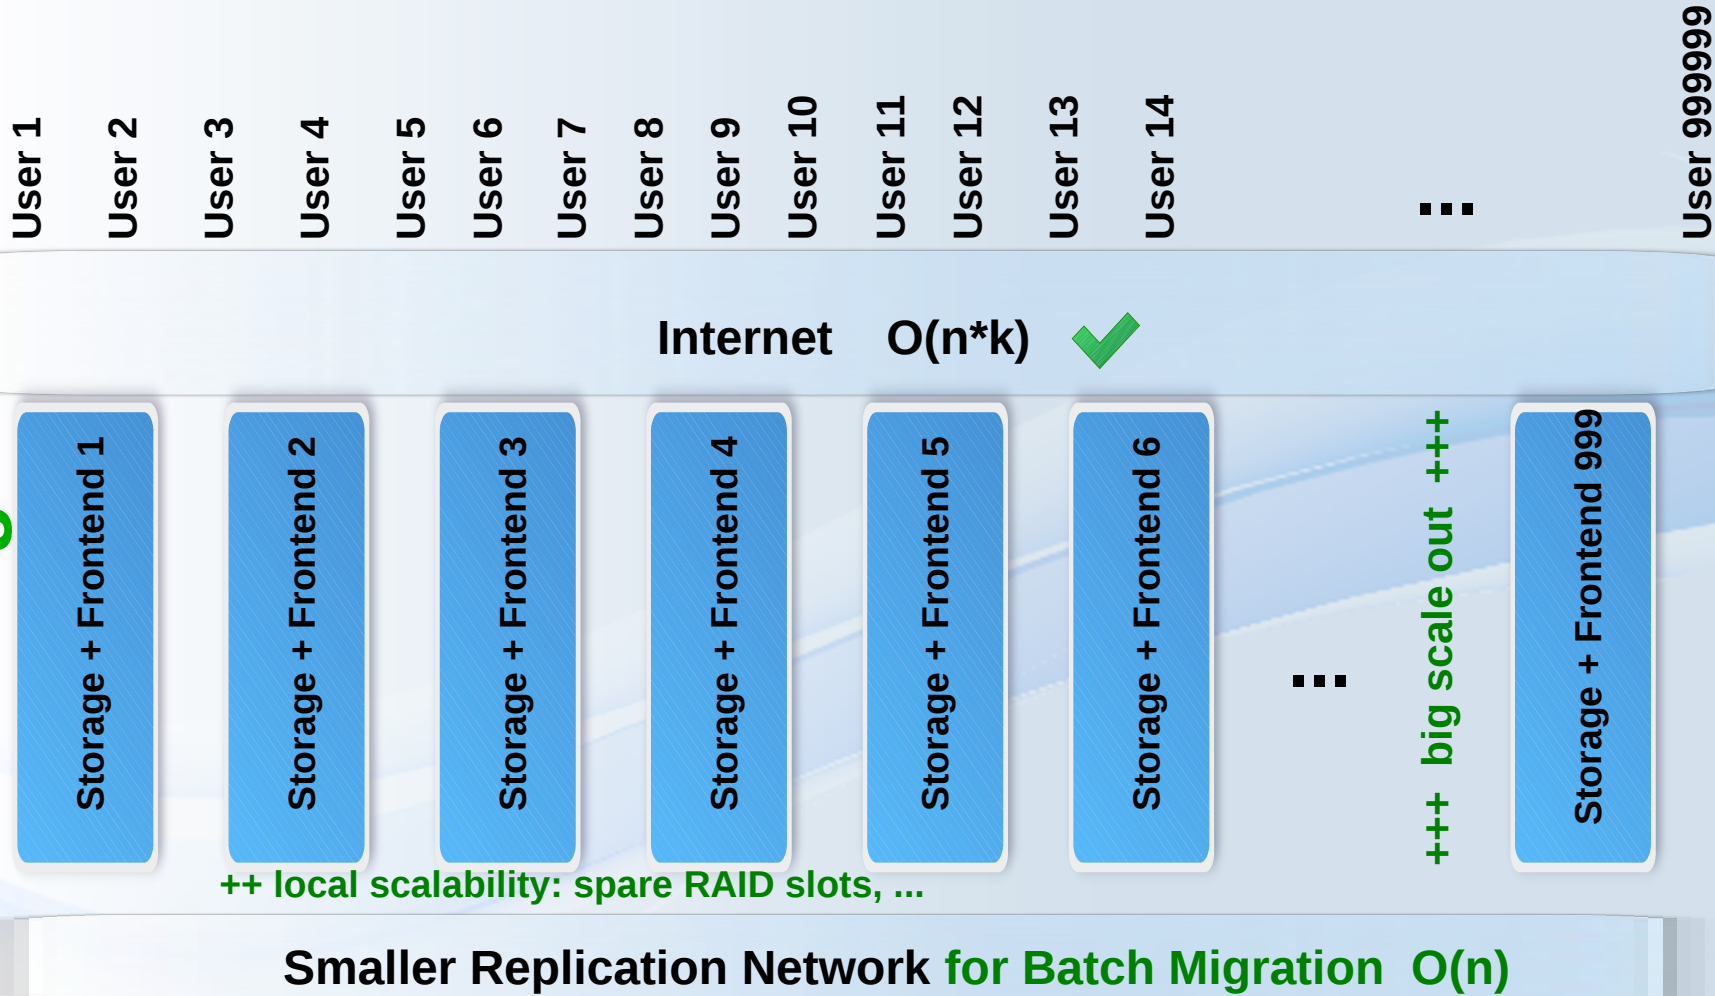 User 1
User 2
User 3
User 4
User 5
User 6
User 7
User 8
User 9
User 10
User 11
User 12
User 13
User 14
...
User 999999
Internet O(n*k)
Storage + Frontend 1
Storage + Frontend 2
Storage + Frontend 3
Storage + Frontend 4
Storage + Frontend 5
Storage + Frontend 6
...
+++ big scale out +++
Storage + Frontend 999
++ local scalability: spare RAID slots, ...
Smaller Replication Network for Batch Migration O(n)